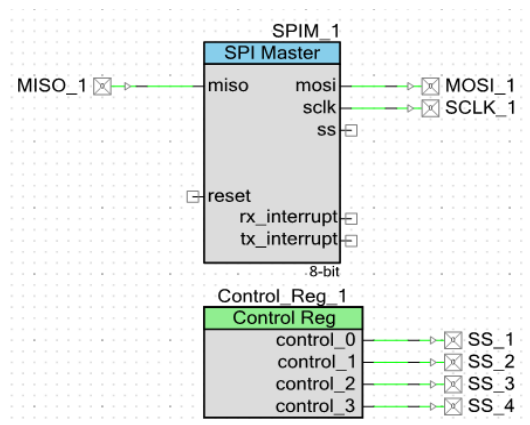 SPIM_1
SPI Master
MISO_1 miso mosi MOSI_1
sclk SCLK_1
ss
reset
rx_interrupt
tx_interrupt
8-bit
Control_Reg_1
Control Reg
control_0 SS_1
control_1 SS_2
control_2 SS_3
control_3 SS_4